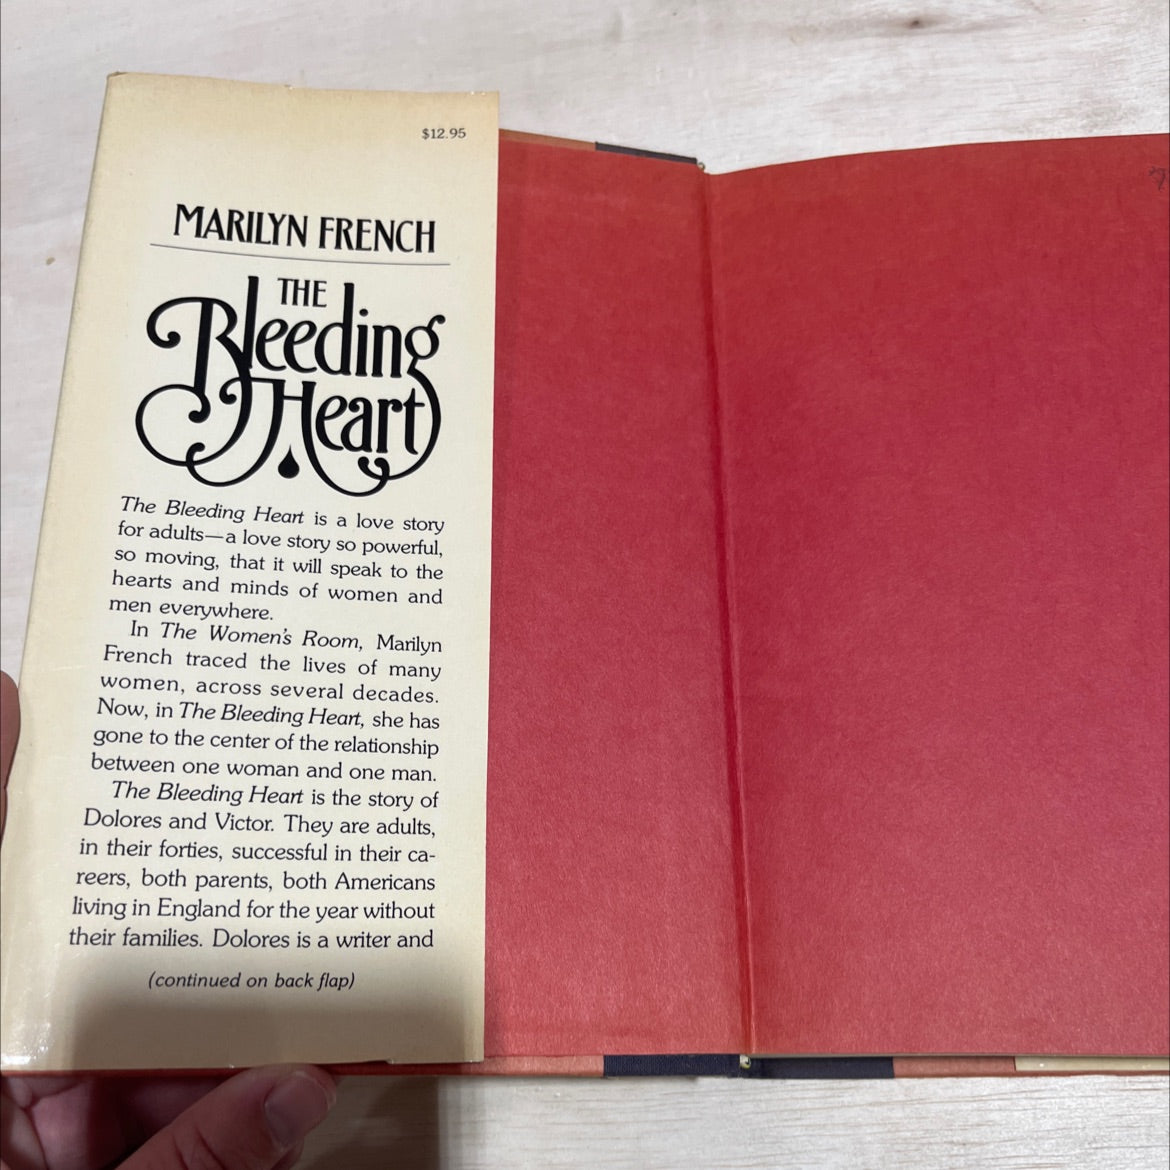 $12.95
MARILYN FRENCH
THE
Bleeding
Heart
The Bleeding Heart is a love story
for adults—a love story so powerful,
so moving, that it will speak to the
hearts and minds of women and
men everywhere.
In The Women's Room, Marilyn
French traced the lives of many
women, across several decades.
Now, in The Bleeding Heart, she has
gone to the center of the relationship
between one woman and one man.
The Bleeding Heart is the story of
Dolores and Victor. They are adults,
in their forties, successful in their ca-
reers, both parents, both Americans
living in England for the year without
their families. Dolores is a writer and
(continued on back flap)